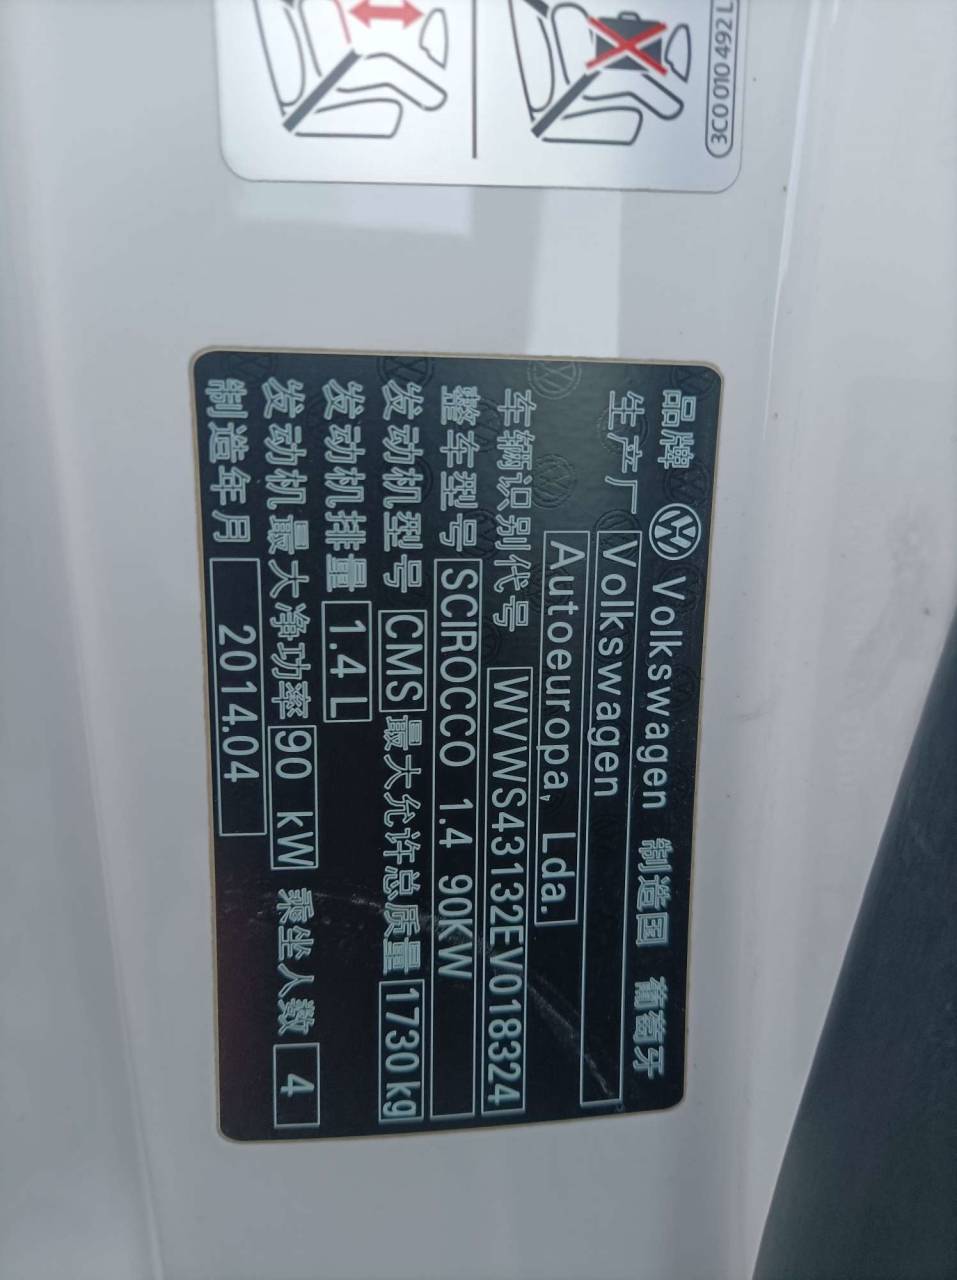 3C0 010 492 L
品牌 Volkswagen 制造国 葡萄牙
生产厂 Volkswagen
Autoeuropa, Lda.
车辆识别代号 WVWS43132EV018324
整车型号 SCIROCCO 1.4 90KW
发动机型号 CMS 最大允许总质量 1730kg
发动机排量 1.4L
发动机最大净功率 90 kW 乘坐人数 4
制造年月 2014.04